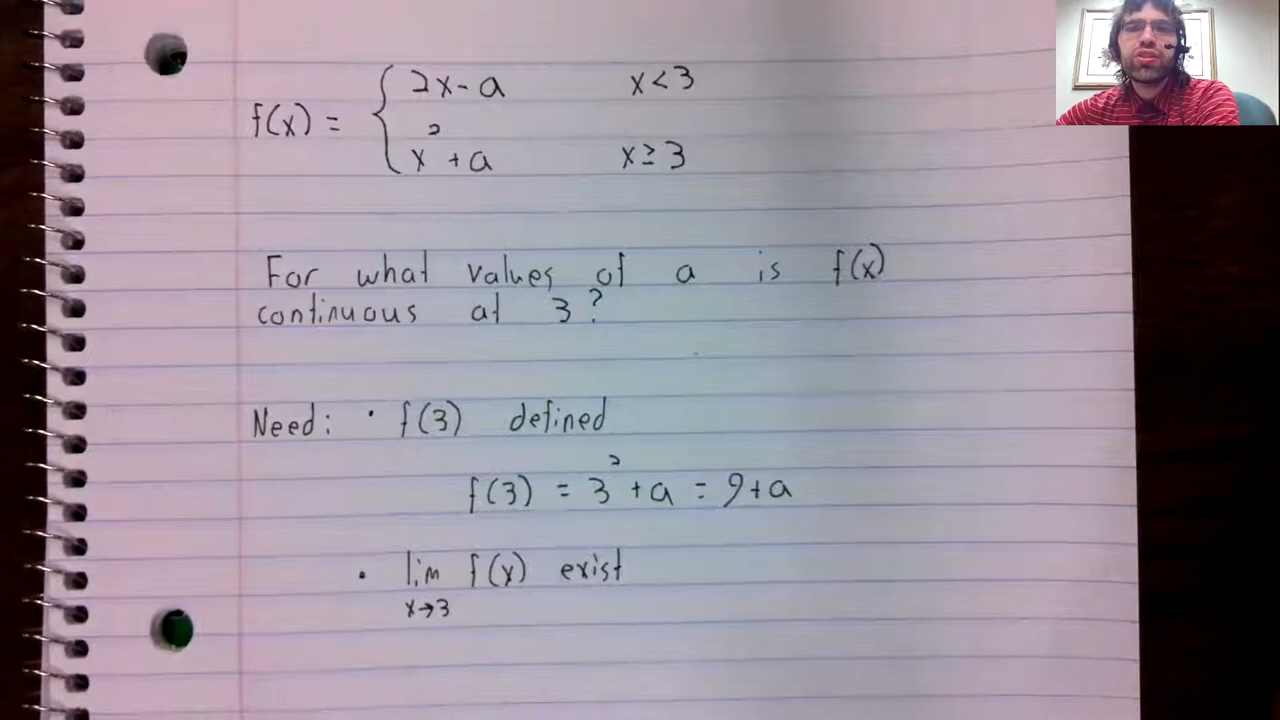 f(x) = { 2x - a x < 3
x² + a x ≥ 3
For what values of a is f(x)
continuous at 3?
Need: • f(3) defined
f(3) = 3² + a = 9 + a
• lim f(x) exist
x→3